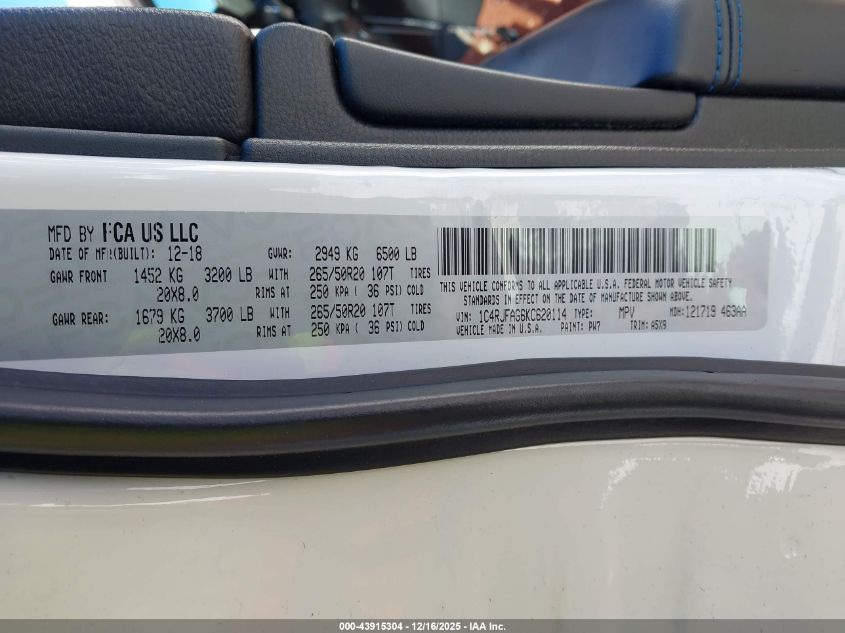 MFD BY FCA US LLC
DATE OF MFR(BUILT): 12-18 GVWR: 2949 KG 6500 LB
GAWR FRONT 1452 KG 3200 LB WITH 265/50R20 107T TIRES
20X8.0 RIMS AT 250 KPA ( 36 PSI) COLD
GAWR REAR: 1679 KG 3700 LB WITH 265/50R20 107T TIRES
20X8.0 RIMS AT 250 KPA ( 36 PSI) COLD
THIS VEHICLE CONFORMS TO ALL APPLICABLE U.S.A. FEDERAL MOTOR VEHICLE SAFETY
STANDARDS IN EFFECT ON THE DATE OF MANUFACTURE SHOWN ABOVE.
VIN: 1C4RJFAG6KC620114 TYPE: MPV MDH: 121719 463AA
VEHICLE MADE IN U.S.A. PAINT: PW7 TRIM: A5X9
000-43915304 - 12/16/2025 - IAA Inc.